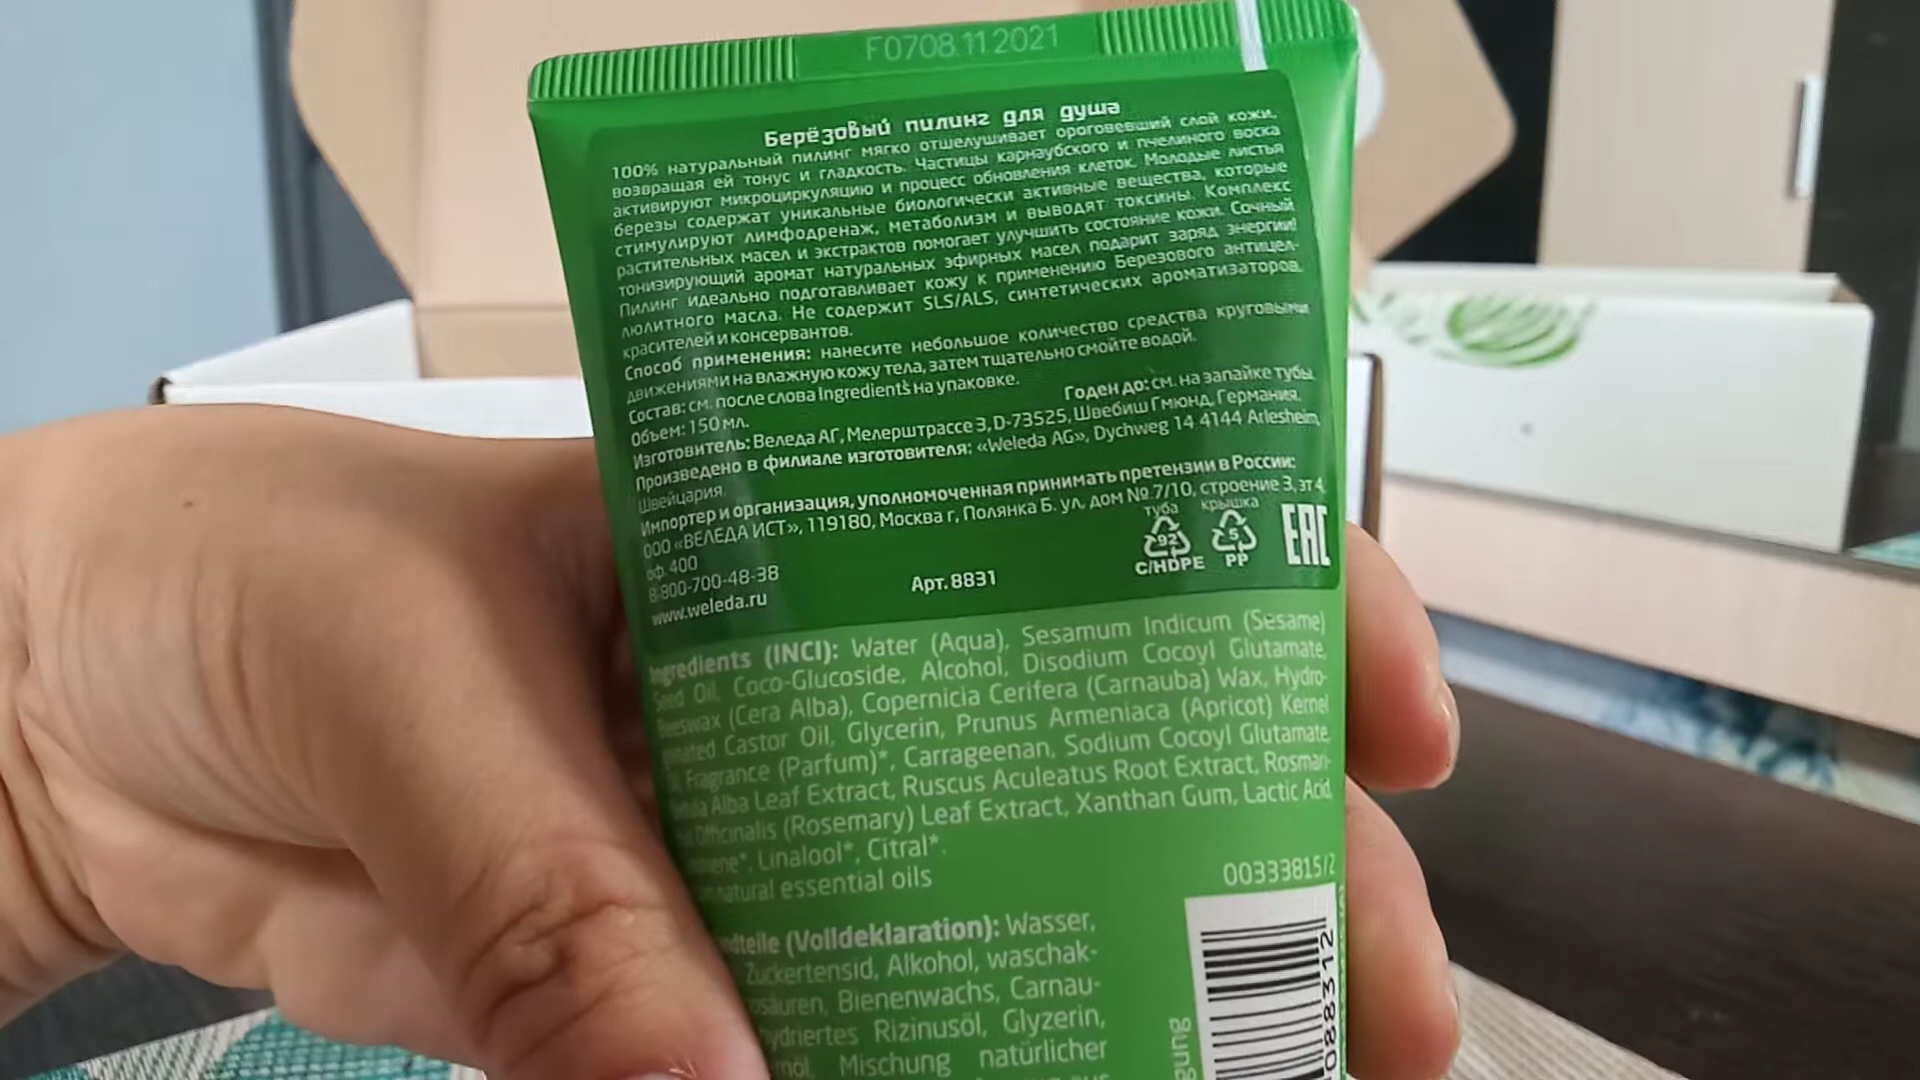 F0708.11 2021
Берёзовый пилинг для душа
100% натуральный пилинг мягко отшелушивает ороговевший слой кожи,
возвращая ей тонус и гладкость. Частицы карнаубского и пчелиного воска
активируют микроциркуляцию и процесс обновления клеток. Молодые листья
березы содержат уникальные биологически активные вещества, которые
стимулируют лимфодренаж, метаболизм и выводят токсины. Комплекс
растительных масел и экстрактов помогает улучшить состояние кожи. Сочный
тонизирующий аромат натуральных эфирных масел подарит заряд энергии!
Пилинг идеально подготавливает кожу к применению Березового антицел-
люлитного масла. Не содержит SLS/ALS, синтетических ароматизаторов,
красителей и консервантов.
Способ применения: нанесите небольшое количество средства круговыми
движениями на влажную кожу тела, затем тщательно смойте водой.
Состав: см. после слова Ingredients на упаковке.
Объем: 150 мл. Годен до: см. на запайке тубы.
Изготовитель: Веледа АГ, Мелерштрассе 3, D-73525, Швебиш Гмюнд, Германия.
Произведено в филиале изготовителя: «Weleda AG», Dychweg 14 4144 Arlesheim,
Швейцария.
Импортер и организация, уполномоченная принимать претензии в России:
ООО «ВЕЛЕДА ИСТ», 119180, Москва г, Полянка Б. ул, дом № 7/10, строение 3, эт 4,
оф. 400
8-800-700-48-38
www.weleda.ru
Арт. 8831
туба крышка
92 5
C/HDPE PP
EAC
Ingredients (INCI): Water (Aqua), Sesamum Indicum (Sesame)
Seed Oil, Coco-Glucoside, Alcohol, Disodium Cocoyl Glutamate,
Beeswax (Cera Alba), Copernicia Cerifera (Carnauba) Wax, Hydro-
Castor Oil, Glycerin, Prunus Armeniaca (Apricot) Kernel
Fragrance (Parfum)*, Carrageenan, Sodium Cocoyl Glutamate,
Alba Leaf Extract, Ruscus Aculeatus Root Extract, Rosmari-
Officinalis (Rosemary) Leaf Extract, Xanthan Gum, Lactic Acid,
Linalool*, Citral*.
natural essential oils
00333815/2
(Volldeklaration): Wasser,
Zuckertensid, Alkohol, waschak-
Bienenwachs, Carnau-
Rizinusöl, Glyzerin,
Mischung natürlicher
088312